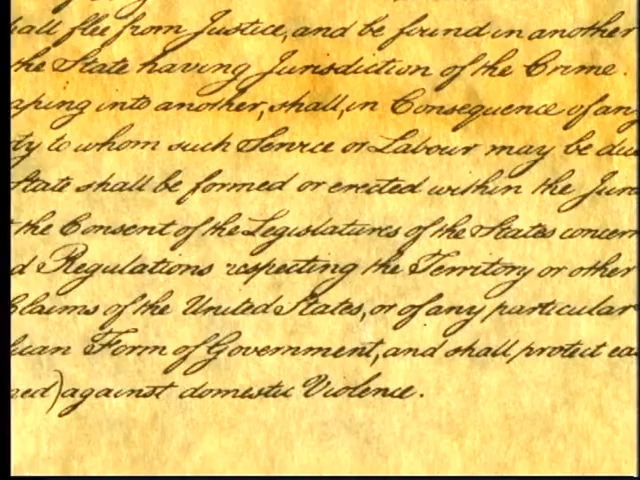 hall flee from Justice, and be found in another
the State having Jurisdiction of the Crime.
aping into another, shall, in Consequence of any
ty to whom such Service or Labour may be due
State shall be formed or erected within the Juris
the Consent of the Legislatures of the States concern
d Regulations respecting the Territory or other
Claims of the United States, or of any particular
lican Form of Government, and shall protect ea
ned) against domestic Violence.